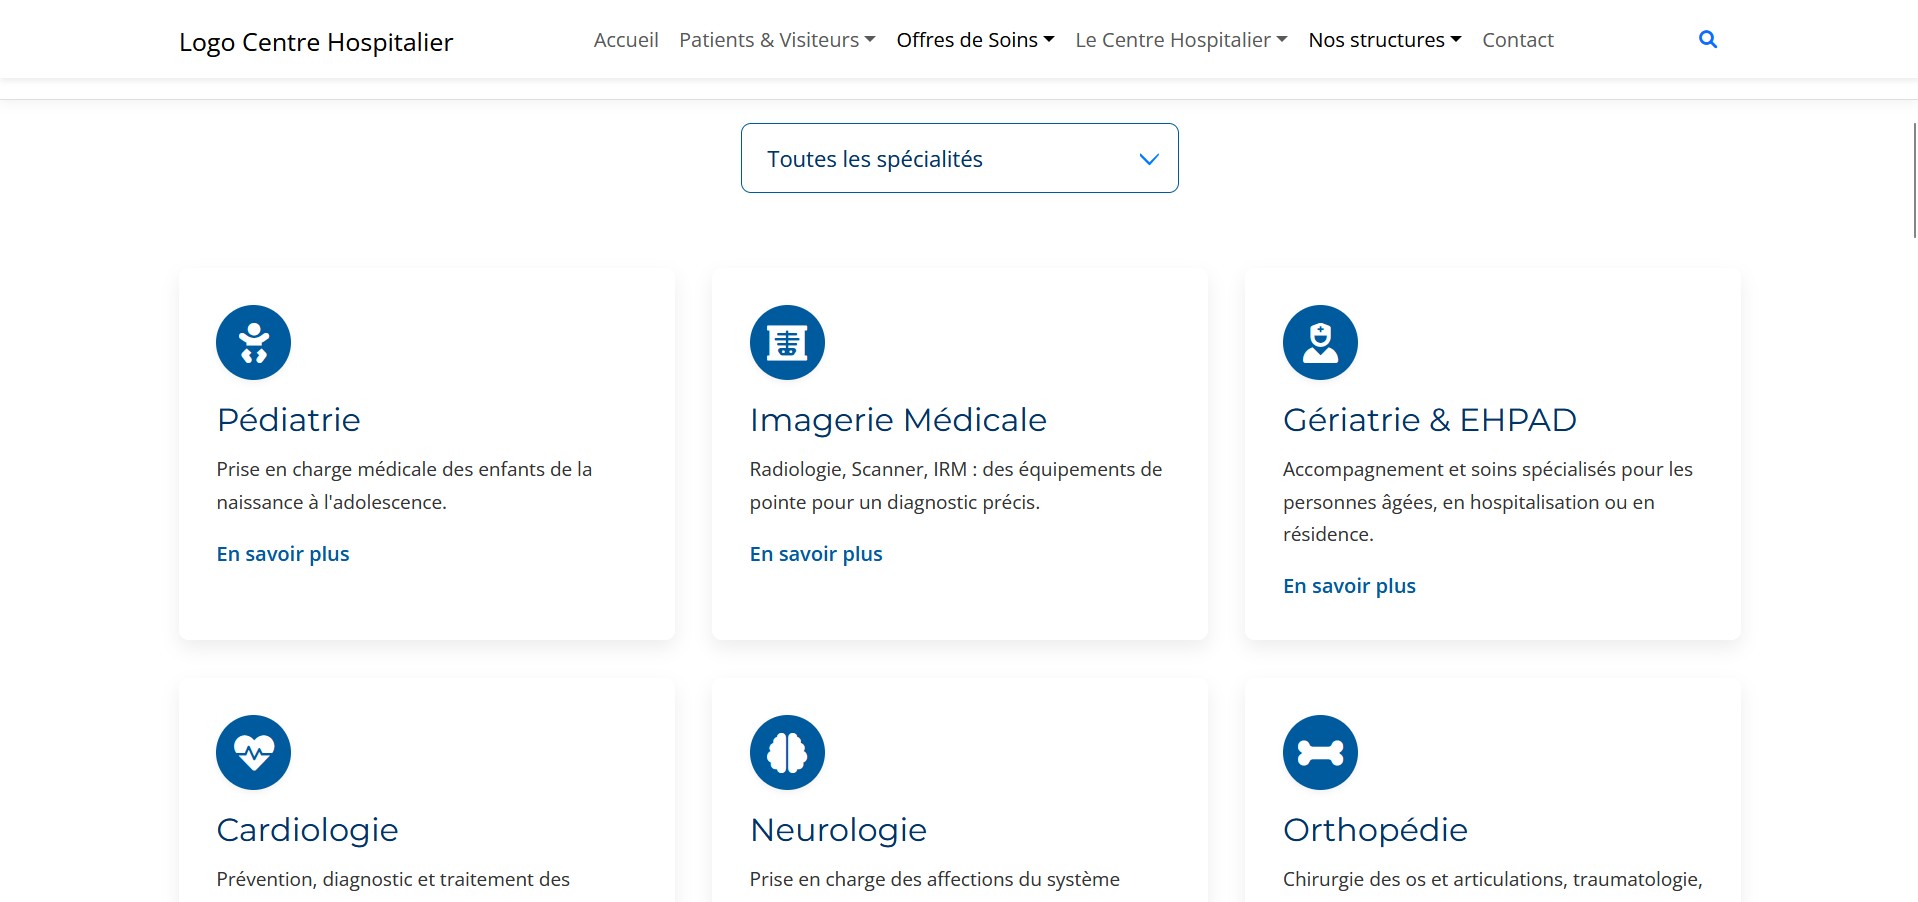 Logo Centre Hospitalier
Accueil
Patients & Visiteurs
Offres de Soins
Le Centre Hospitalier
Nos structures
Contact
Toutes les spécialités
Pédiatrie
Prise en charge médicale des enfants de la
naissance à l'adolescence.
En savoir plus
Imagerie Médicale
Radiologie, Scanner, IRM : des équipements de
pointe pour un diagnostic précis.
En savoir plus
Gériatrie & EHPAD
Accompagnement et soins spécialisés pour les
personnes âgées, en hospitalisation ou en
résidence.
En savoir plus
Cardiologie
Prévention, diagnostic et traitement des
Neurologie
Prise en charge des affections du système
Orthopédie
Chirurgie des os et articulations, traumatologie,